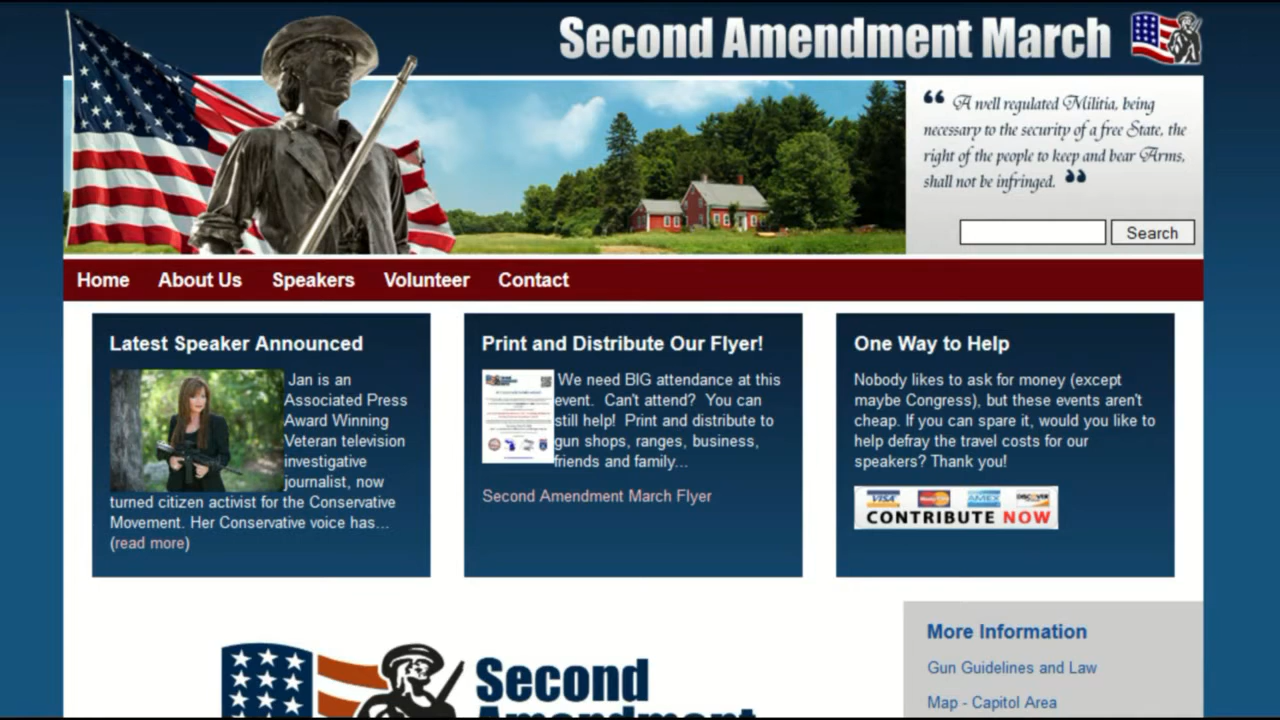 Second Amendment March
“ A well regulated Militia, being
necessary to the security of a free State, the
right of the people to keep and bear Arms,
shall not be infringed. ”
Search
Home About Us Speakers Volunteer Contact
Latest Speaker Announced
Jan is an
Associated Press
Award Winning
Veteran television
investigative
journalist, now
turned citizen activist for the Conservative
Movement. Her Conservative voice has...
(read more)
Print and Distribute Our Flyer!
We need BIG attendance at this
event. Can't attend? You can
still help! Print and distribute to
gun shops, ranges, business,
friends and family...
Second Amendment March Flyer
One Way to Help
Nobody likes to ask for money (except
maybe Congress), but these events aren't
cheap. If you can spare it, would you like to
help defray the travel costs for our
speakers? Thank you!
VISA MasterCard AMEX DISCOVER
CONTRIBUTE NOW
Second
Amendment
More Information
Gun Guidelines and Law
Map - Capitol Area